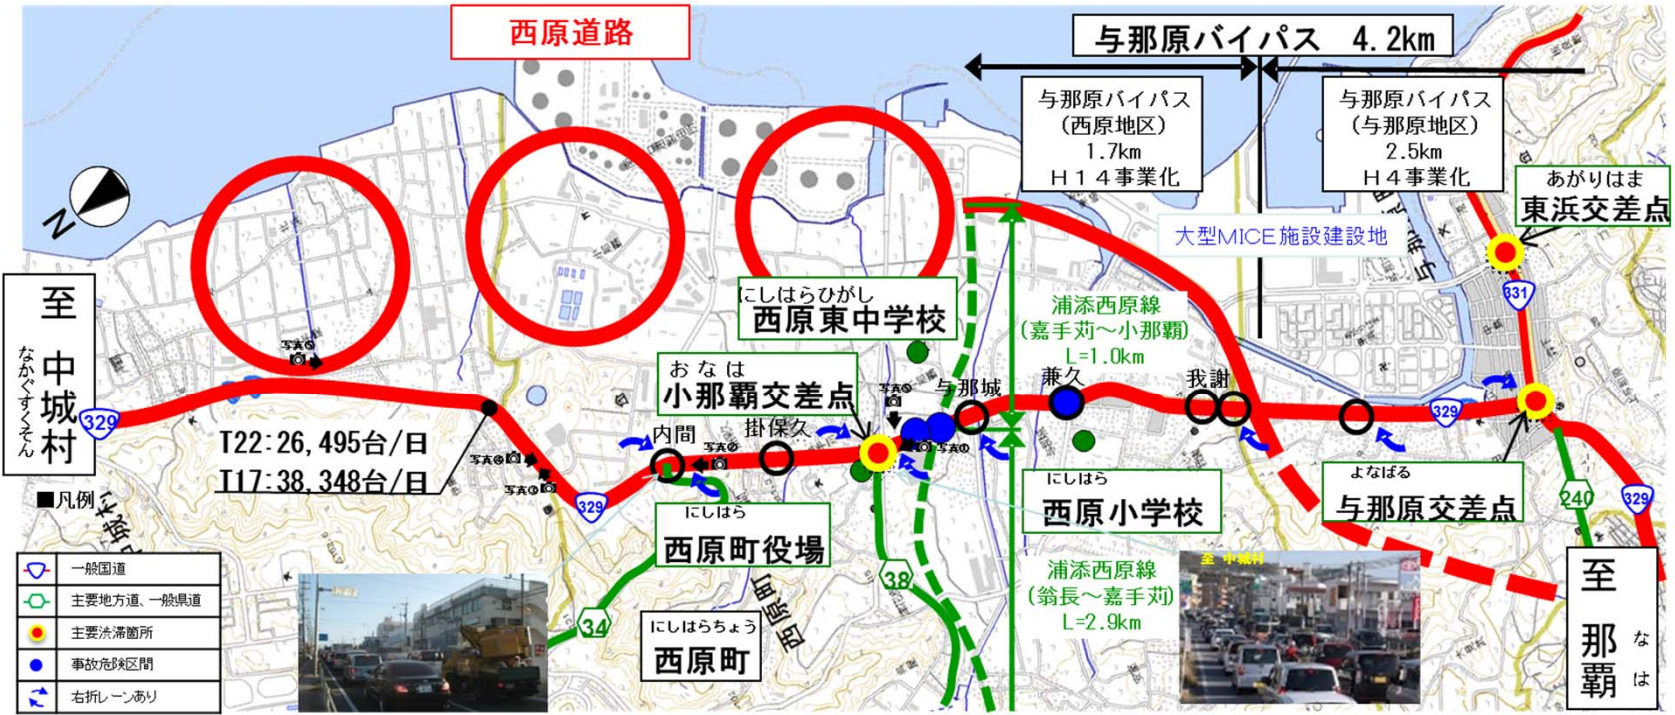 西原道路
与那原バイパス 4.2km
与那原バイパス
(西原地区)
1.7km
H14事業化
与那原バイパス
(与那原地区)
2.5km
H4事業化
あがりはま
東浜交差点
大型MICE施設建設地
N
331
至 中城村
なかぐすくそん
329
T22:26,495台/日
T17:38,348台/日
にしはらひがし
西原東中学校
おなは
小那覇交差点
浦添西原線
(嘉手苅~小那覇)
L=1.0km
内間
掛保久
与那城
兼久
我謝
329
329
329
240
にしはら
西原町役場
にしはら
西原小学校
よなばる
与那原交差点
34
38
にしはらちょう
西原町
西原町
浦添西原線
(翁長~嘉手苅)
L=2.9km
至 中城村
至 那覇
なは
■凡例
一般国道
主要地方道、一般県道
主要渋滞箇所
事故危険区間
右折レーンあり